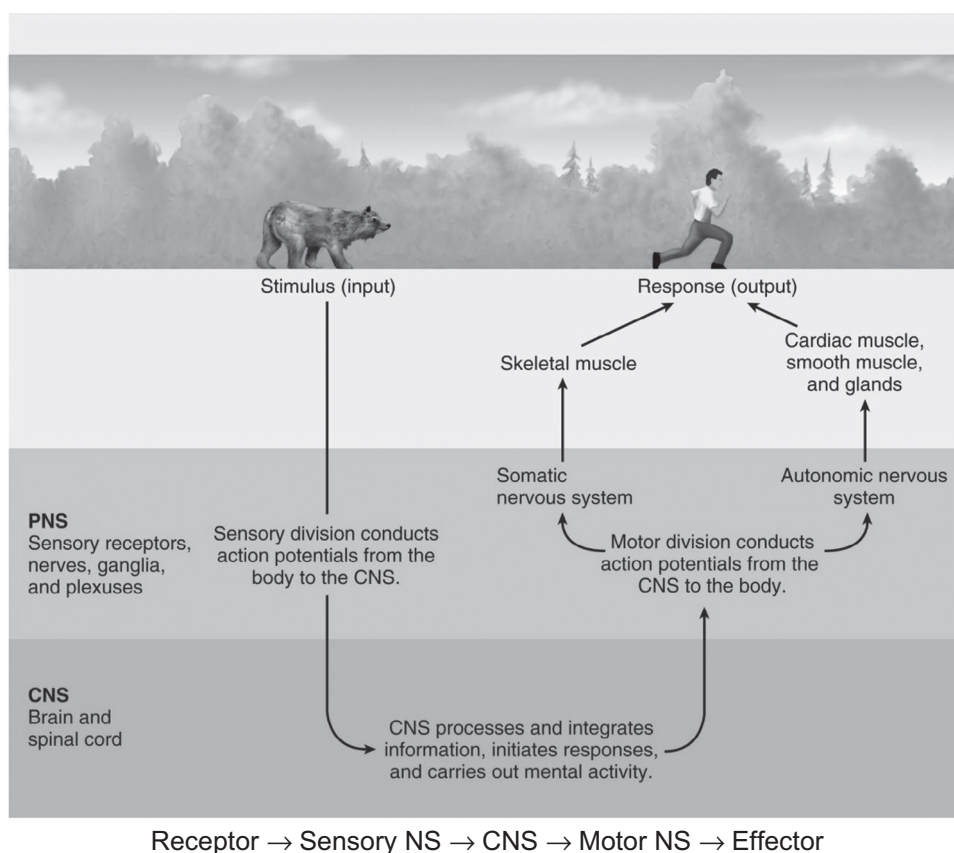 Stimulus (input)
Response (output)
Skeletal muscle
Cardiac muscle,
smooth muscle,
and glands
Somatic
nervous system
Autonomic nervous
system
PNS
Sensory receptors,
nerves, ganglia,
and plexuses
Sensory division conducts
action potentials from the
body to the CNS.
Motor division conducts
action potentials from the
CNS to the body.
CNS
Brain and
spinal cord
CNS processes and integrates
information, initiates responses,
and carries out mental activity.
Receptor → Sensory NS → CNS → Motor NS → Effector